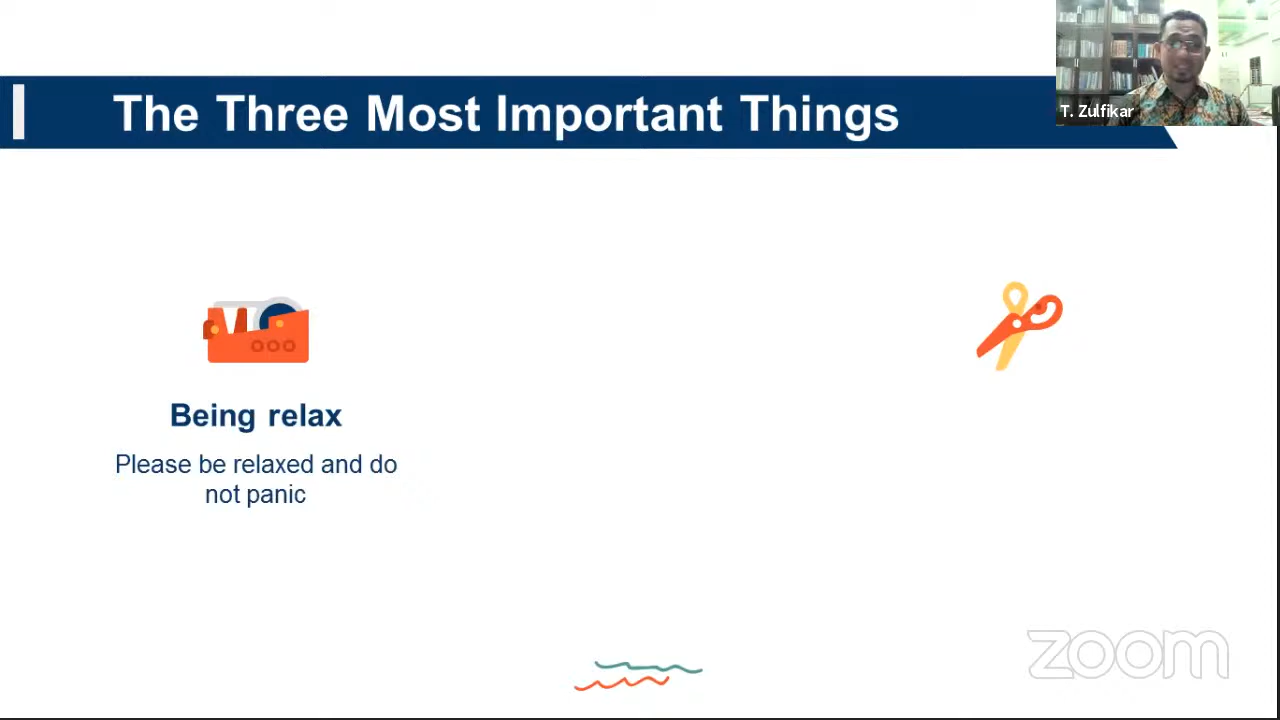 The Three Most Important Things
T. Zulfikar
Being relax
Please be relaxed and do
not panic
zoom